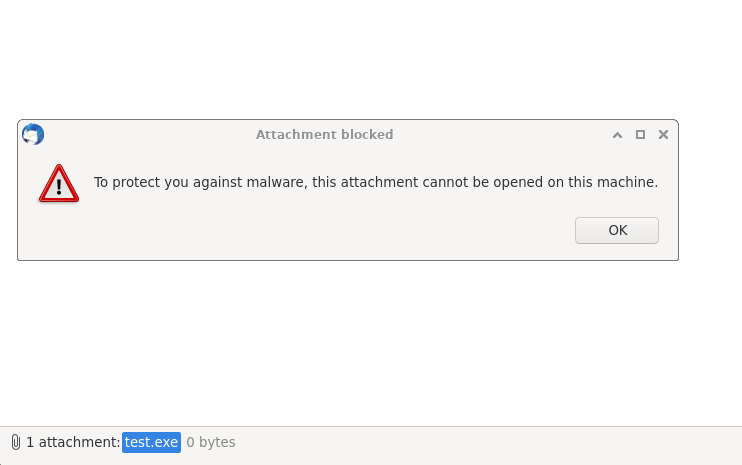 Attachment blocked
To protect you against malware, this attachment cannot be opened on this machine.
OK
1 attachment: test.exe 0 bytes